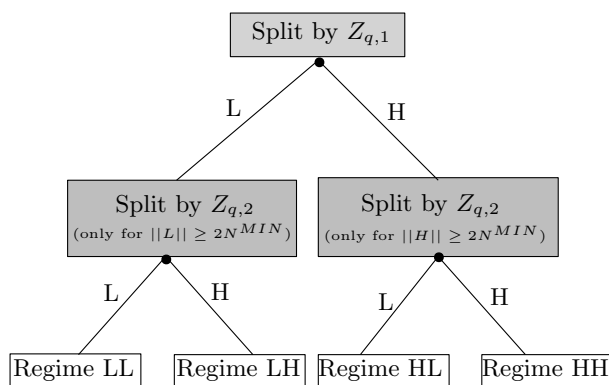 Split by Z_{q,1}
L
H
Split by Z_{q,2}
(only for ||L|| ≥ 2N^{MIN})
Split by Z_{q,2}
(only for ||H|| ≥ 2N^{MIN})
L
H
L
H
Regime LL
Regime LH
Regime HL
Regime HH